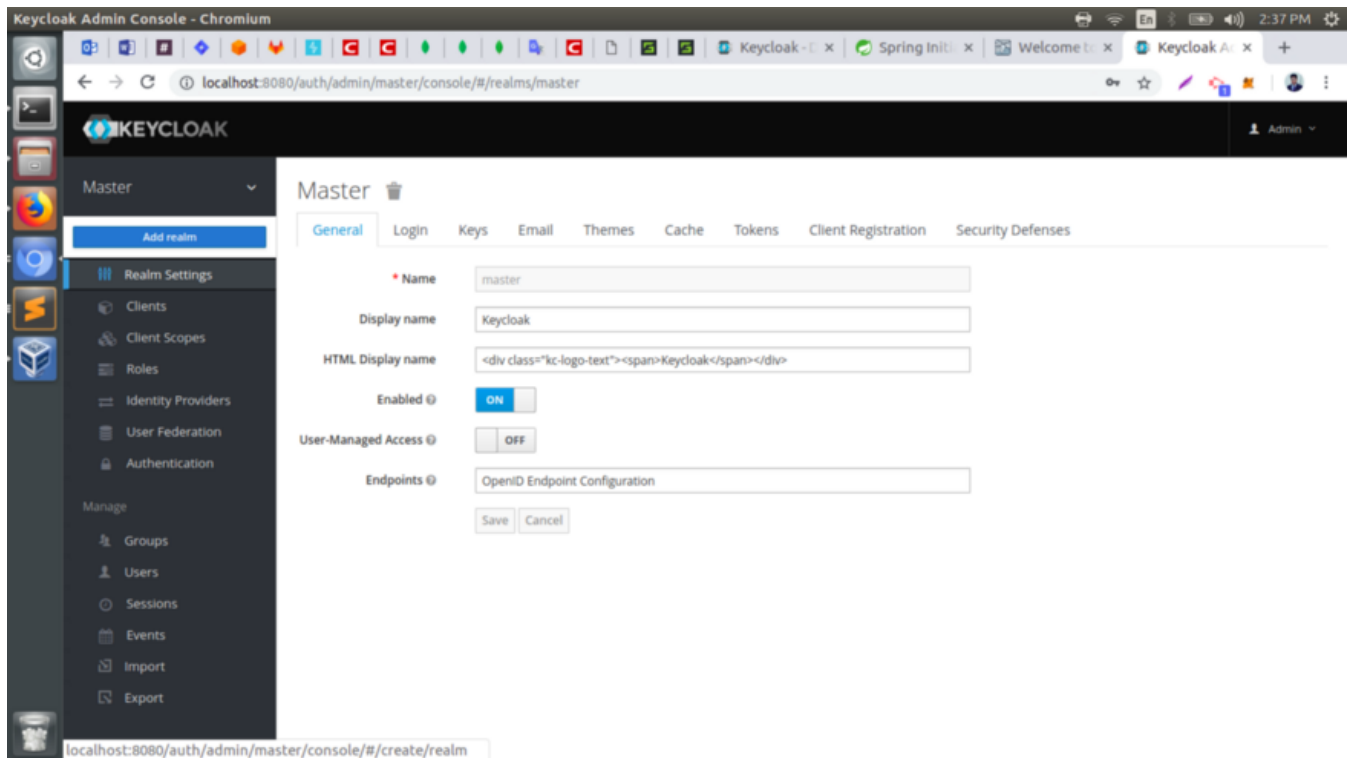 Keycloak Admin Console - Chromium
En
2:37 PM
Keycloak - D
Spring Initi
Welcome to
Keycloak Ac
localhost:8080/auth/admin/master/console/#/realms/master
1
KEYCLOAK
Admin
Master
Add realm
Realm Settings
Clients
Client Scopes
Roles
Identity Providers
User Federation
Authentication
Manage
Groups
Users
Sessions
Events
Import
Export
Master
General Login Keys Email Themes Cache Tokens Client Registration Security Defenses
* Name master
Display name Keycloak
HTML Display name <div class="kc-logo-text"><span>Keycloak</span></div>
Enabled ON
User-Managed Access OFF
Endpoints OpenID Endpoint Configuration
Save Cancel
localhost:8080/auth/admin/master/console/#/create/realm